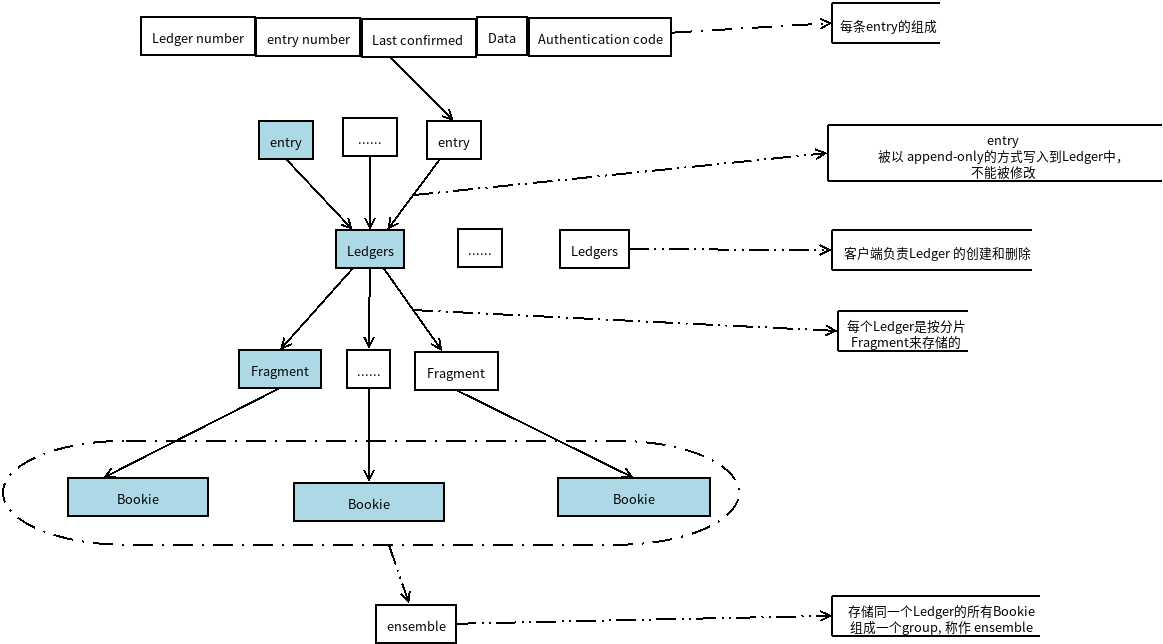 Ledger number
entry number
Last confirmed
Data
Authentication code
每条entry的组成
entry
......
entry
entry
被以 append-only的方式写入到Ledger中，
不能被修改
Ledgers
......
Ledgers
客户端负责Ledger 的创建和删除
每个Ledger是按分片
Fragment来存储的
Fragment
......
Fragment
Bookie
Bookie
Bookie
ensemble
存储同一个Ledger的所有Bookie
组成一个group, 称作 ensemble